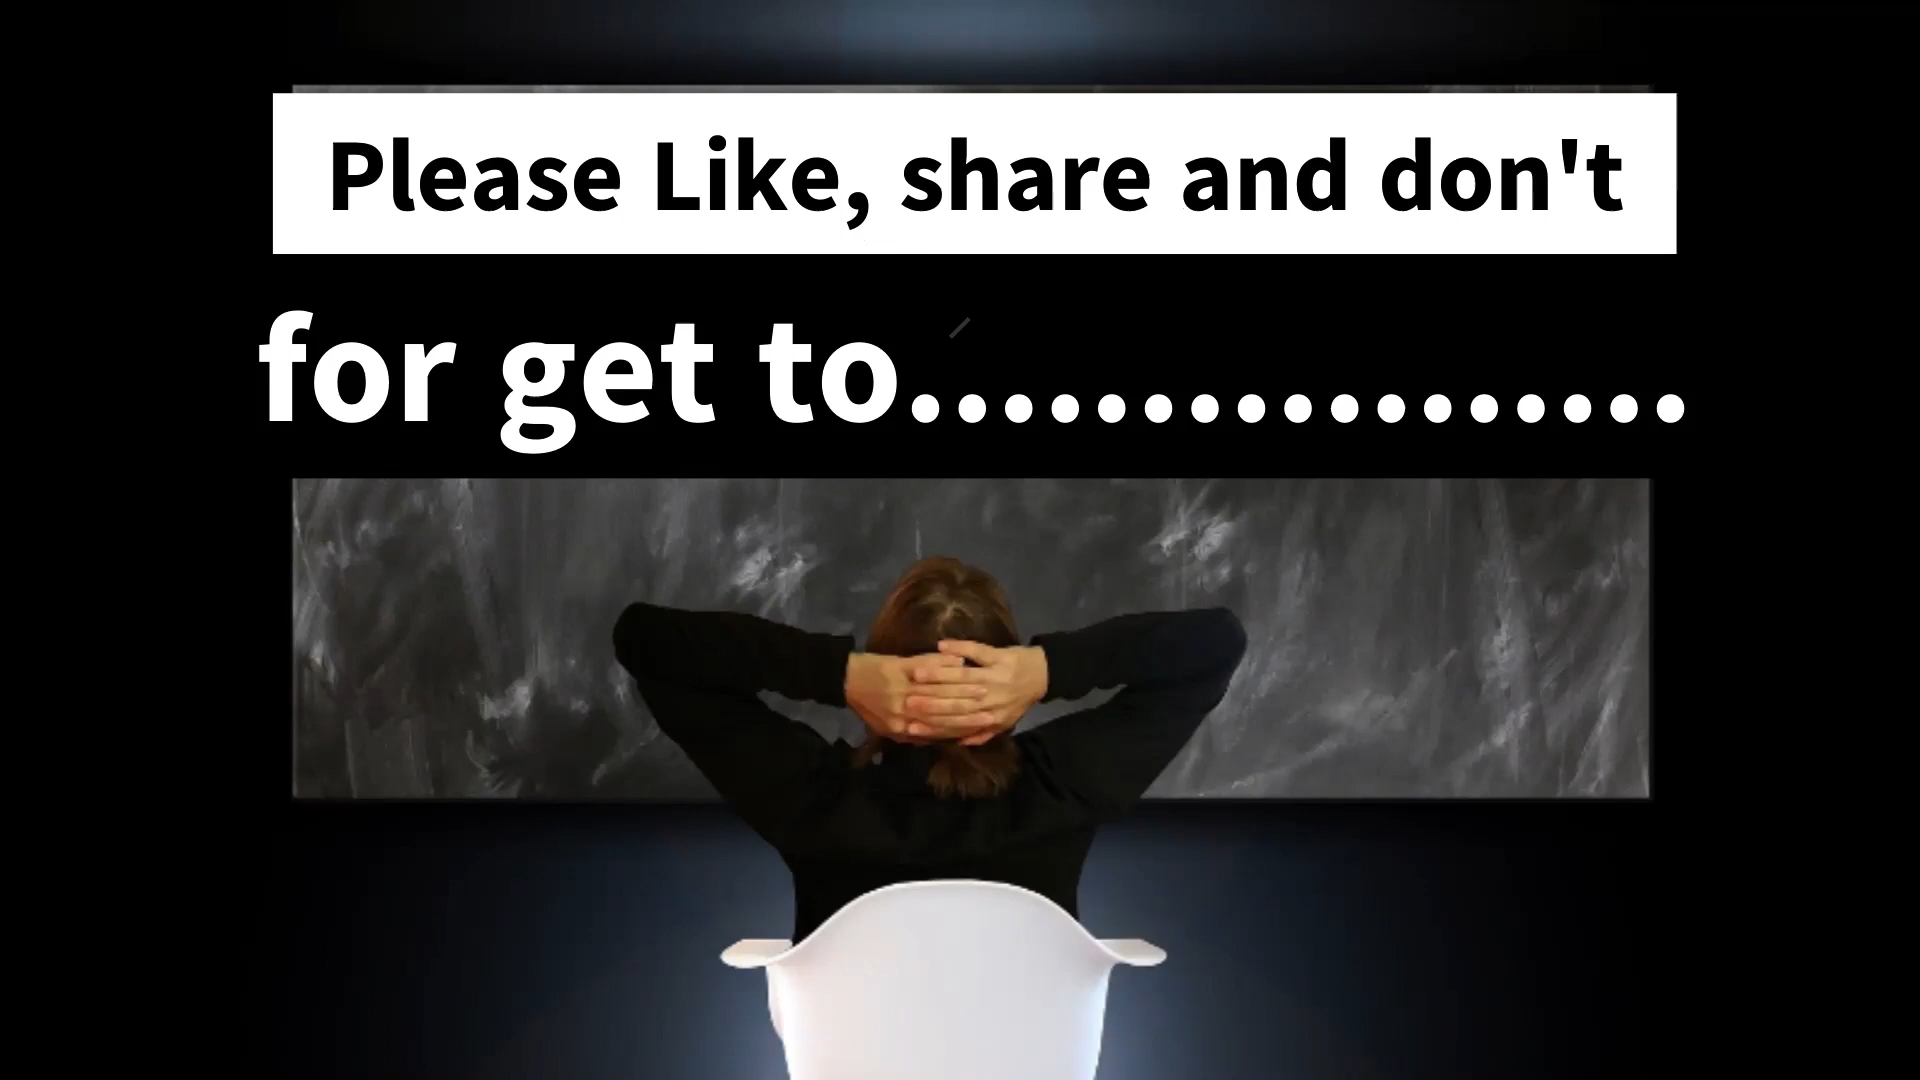 Please Like, share and don't
for get to.................